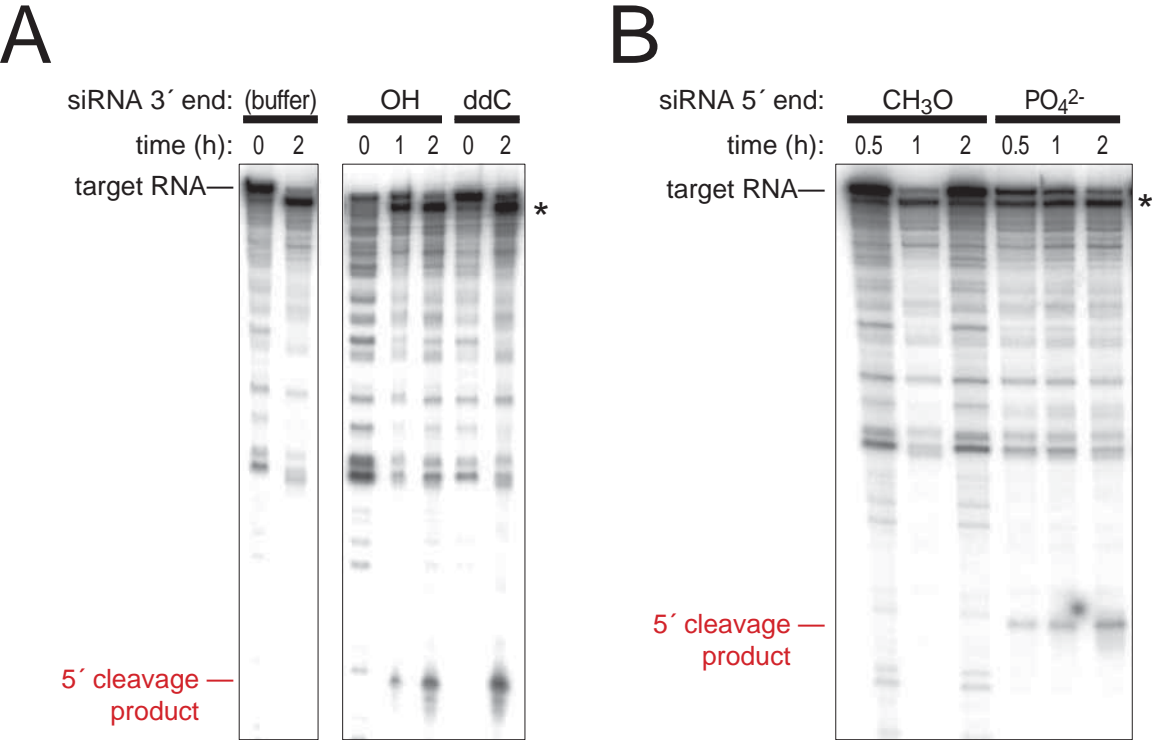 A
siRNA 3´ end: (buffer) OH ddC
time (h): 0 2 0 1 2 0 2
target RNA—
*
5´ cleavage —
product
B
siRNA 5´ end: CH₃O PO₄²⁻
time (h): 0.5 1 2 0.5 1 2
target RNA—
*
5´ cleavage —
product